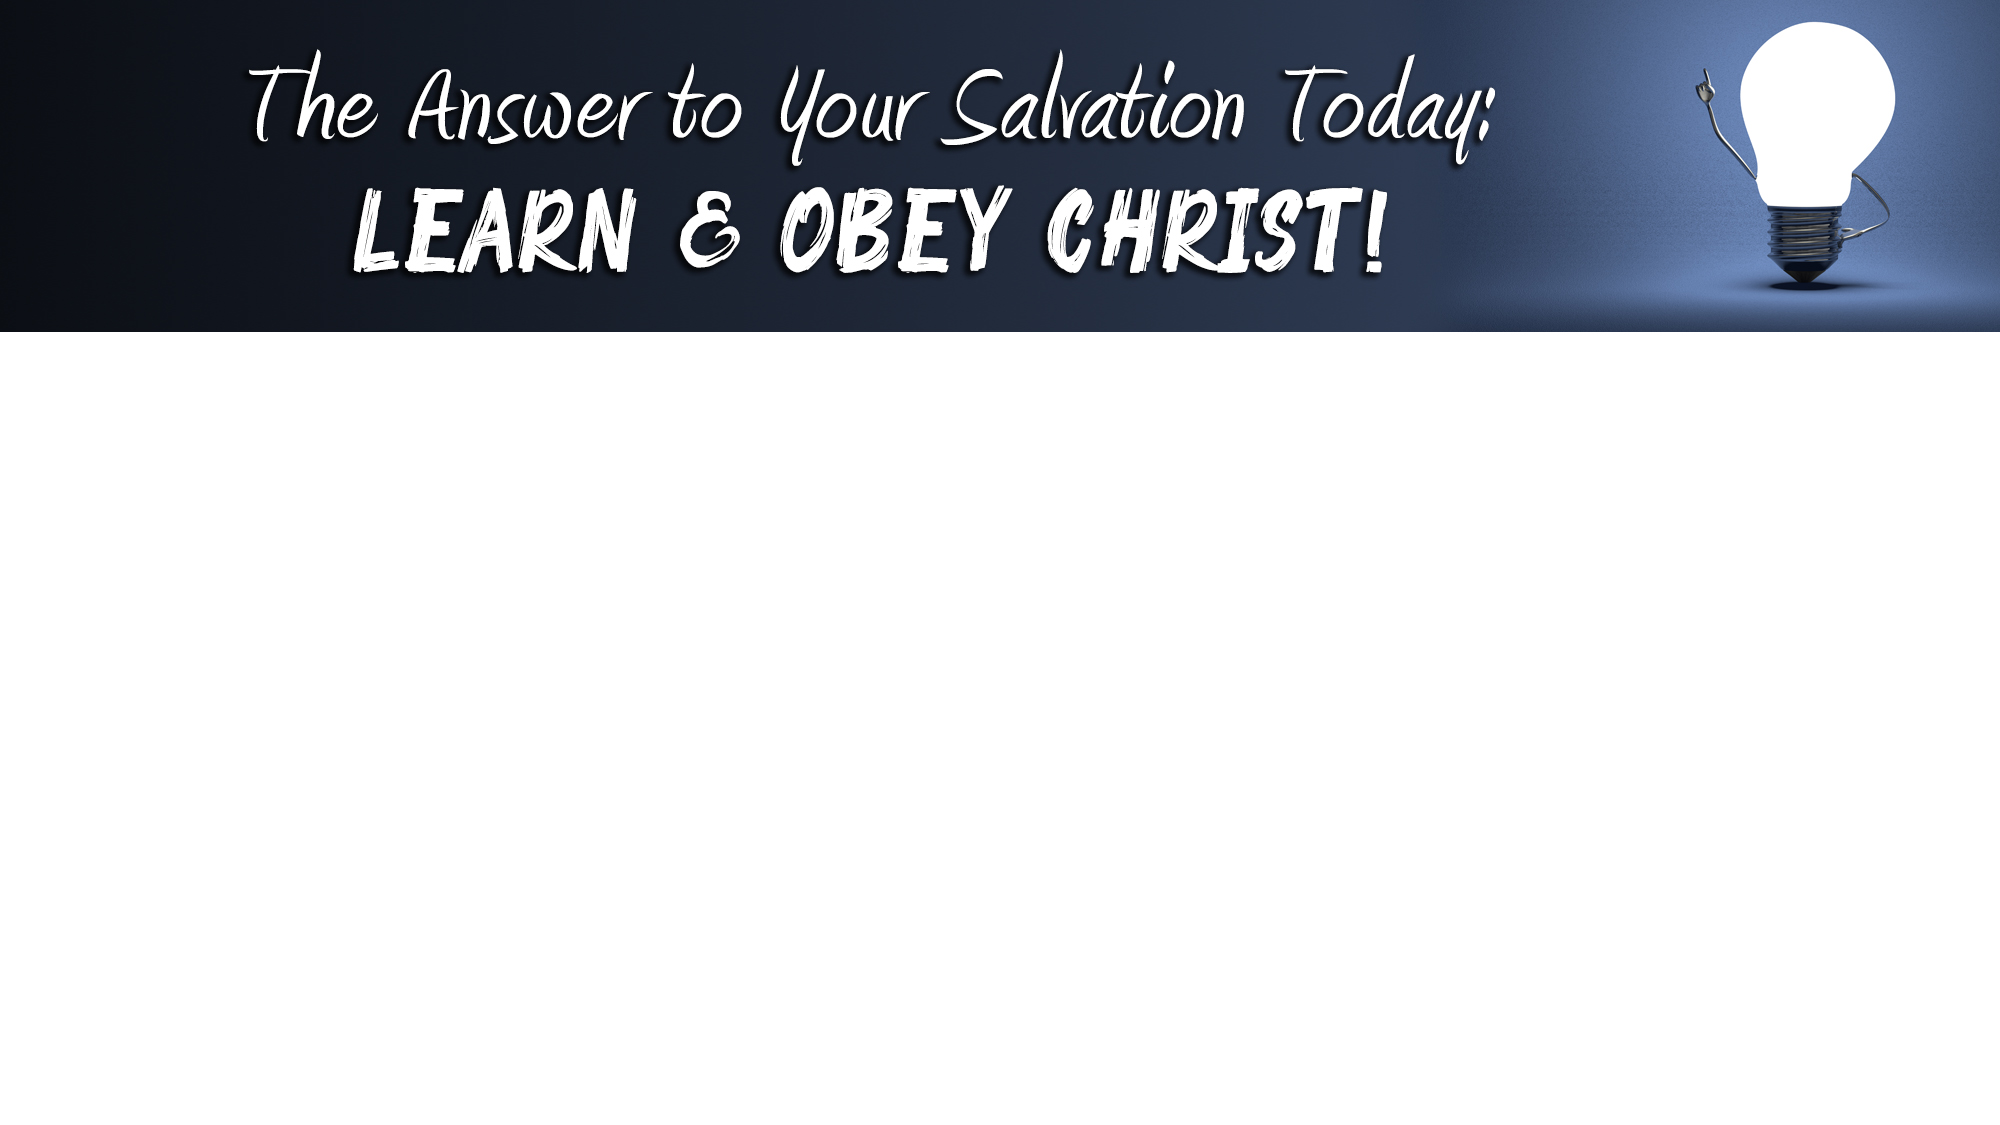 The Answer to Your Salvation Today:
LEARN & OBEY CHRIST!